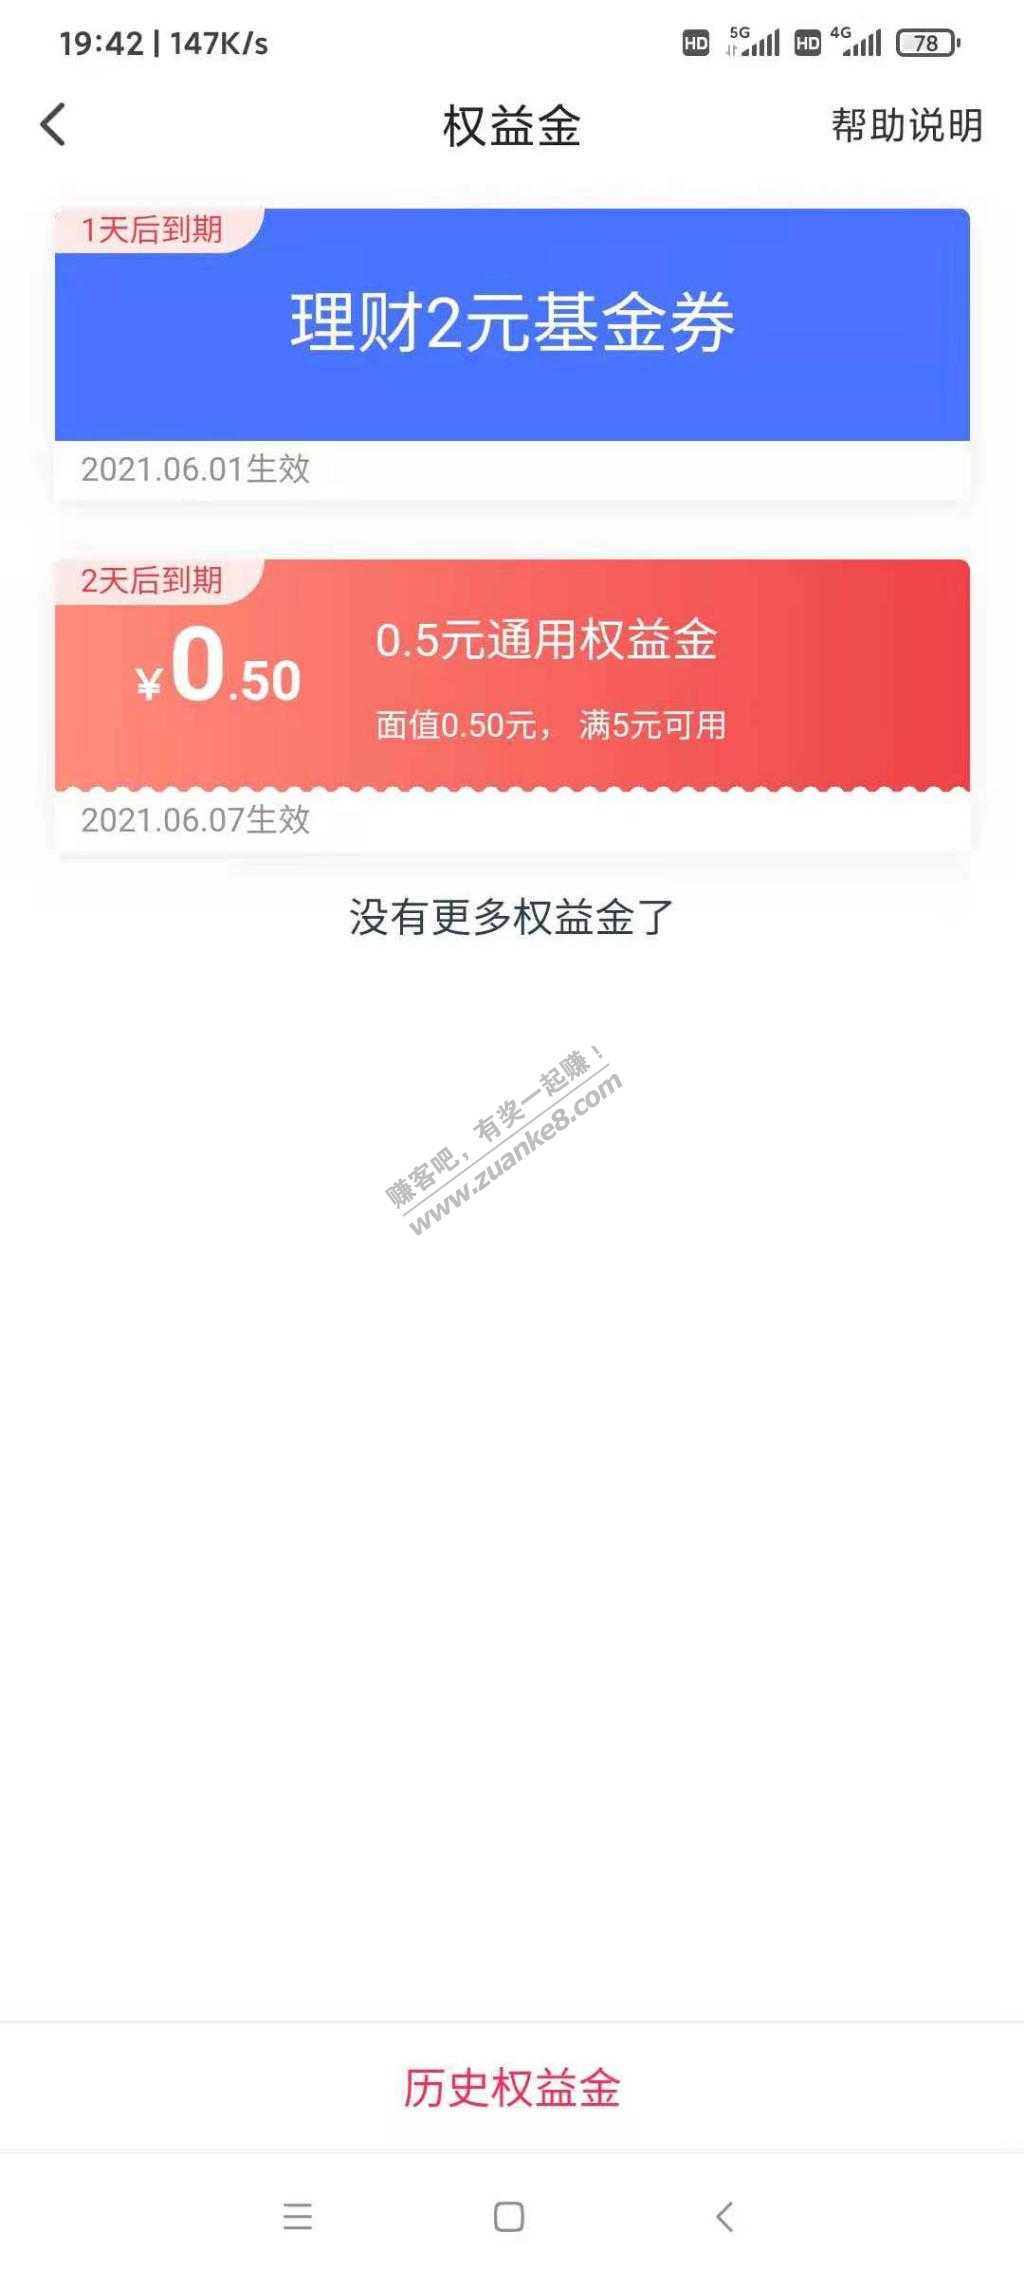 19:42 | 147K/s
HD 5G HD 4G 78
权益金
帮助说明
1天后到期
理财2元基金券
2021.06.01生效
2天后到期
¥0.50
0.5元通用权益金
面值0.50元， 满5元可用
2021.06.07生效
没有更多权益金了
赚客吧，有奖一起赚！
www.zuanke8.com
历史权益金